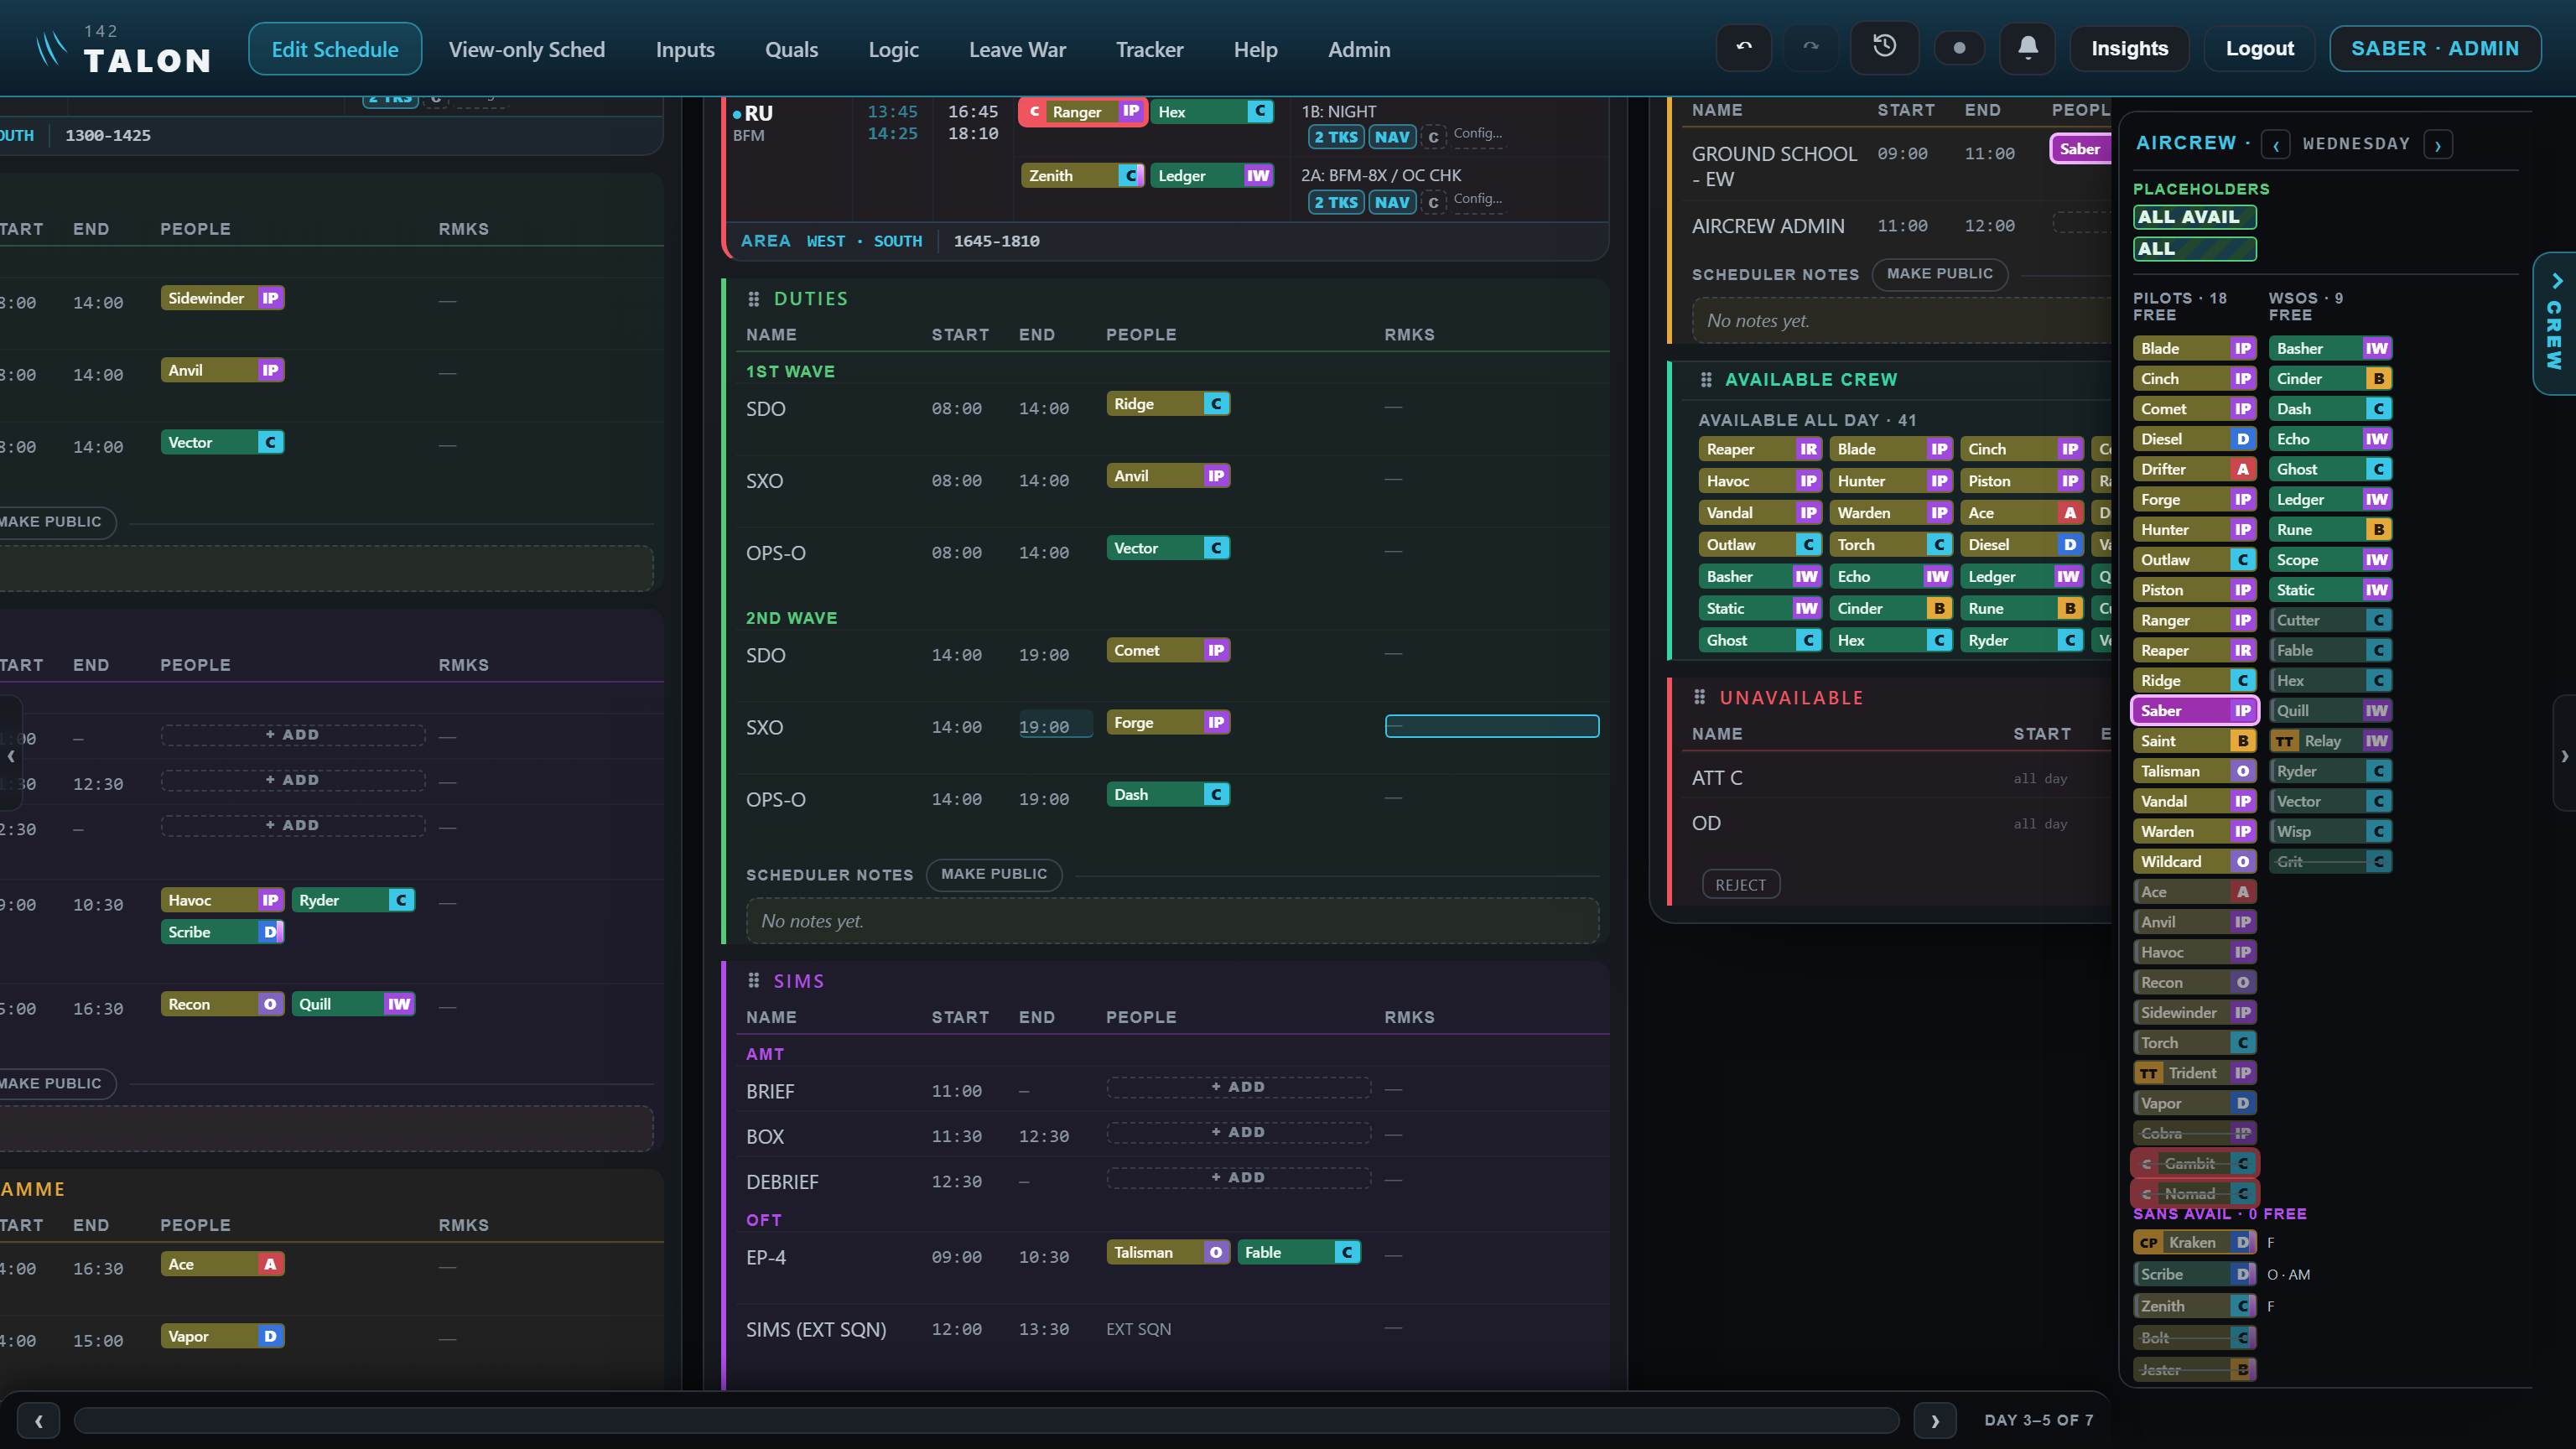 142
TALON
Edit Schedule
View-only Sched
Inputs
Quals
Logic
Leave War
Tracker
Help
Admin
Insights
Logout
SABER · ADMIN
OUTH 1300-1425
START END PEOPLE RMKS
14:00 Sidewinder IP —
14:00 Anvil IP —
14:00 Vector C —
MAKE PUBLIC
END PEOPLE RMKS
– + ADD —
12:30 + ADD —
2:30 – + ADD —
10:30 Havoc IP Ryder C —
Scribe D
16:30 Recon O Quill IW —
MAKE PUBLIC
AMME
END PEOPLE RMKS
16:30 Ace A —
15:00 Vapor D —
RU 13:45 16:45 C Ranger IP Hex C 1B: NIGHT
BFM 14:25 18:10 2 TKS NAV C Config...
Zenith C Ledger IW 2A: BFM-8X / OC CHK
2 TKS NAV C Config...
AREA WEST · SOUTH 1645-1810
DUTIES
NAME START END PEOPLE RMKS
1ST WAVE
SDO 08:00 14:00 Ridge C —
SXO 08:00 14:00 Anvil IP —
OPS-O 08:00 14:00 Vector C —
2ND WAVE
SDO 14:00 19:00 Comet IP —
SXO 14:00 19:00 Forge IP —
OPS-O 14:00 19:00 Dash C —
SCHEDULER NOTES MAKE PUBLIC
No notes yet.
SIMS
NAME START END PEOPLE RMKS
AMT
BRIEF 11:00 – + ADD —
BOX 11:30 12:30 + ADD —
DEBRIEF 12:30 – + ADD —
OFT
EP-4 09:00 10:30 Talisman O Fable C —
SIMS (EXT SQN) 12:00 13:30 EXT SQN —
NAME START END PEOPL
GROUND SCHOOL - EW 09:00 11:00 Saber
AIRCREW ADMIN 11:00 12:00
SCHEDULER NOTES MAKE PUBLIC
No notes yet.
AVAILABLE CREW
AVAILABLE ALL DAY · 41
Reaper IR Blade IP Cinch IP
Havoc IP Hunter IP Piston IP
Vandal IP Warden IP Ace A
Outlaw C Torch C Diesel D
Basher IW Echo IW Ledger IW
Static IW Cinder B Rune B
Ghost C Hex C Ryder C
UNAVAILABLE
NAME START E
ATT C all day
OD all day
REJECT
AIRCREW · ‹ WEDNESDAY ›
PLACEHOLDERS
ALL AVAIL
ALL
PILOTS · 18 FREE
WSOS · 9 FREE
Blade IP Basher IW
Cinch IP Cinder B
Comet IP Dash C
Diesel D Echo IW
Drifter A Ghost C
Forge IP Ledger IW
Hunter IP Rune B
Outlaw C Scope IW
Piston IP Static IW
Ranger IP Cutter C
Reaper IR Fable C
Ridge C Hex C
Saber IP Quill IW
Saint B TT Relay IW
Talisman O Ryder C
Vandal IP Vector C
Warden IP Wisp C
Wildcard O Grit C
Ace A
Anvil IP
Havoc IP
Recon O
Sidewinder IP
Torch C
TT Trident IP
Vapor D
Cobra IP
C Gambit C
C Nomad C
SANS AVAIL · 0 FREE
CP Kraken D F
Scribe D O · AM
Zenith C F
Bolt C
Jester B
CREW
DAY 3–5 OF 7